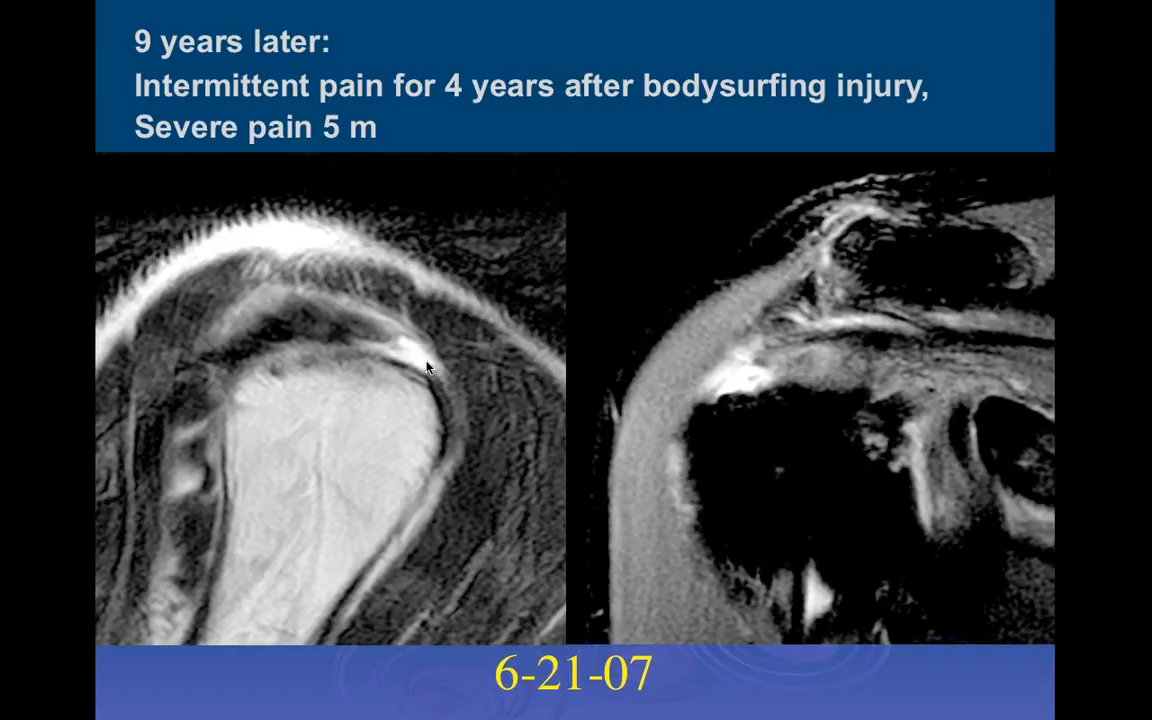 9 years later:
Intermittent pain for 4 years after bodysurfing injury,
Severe pain 5 m
6-21-07